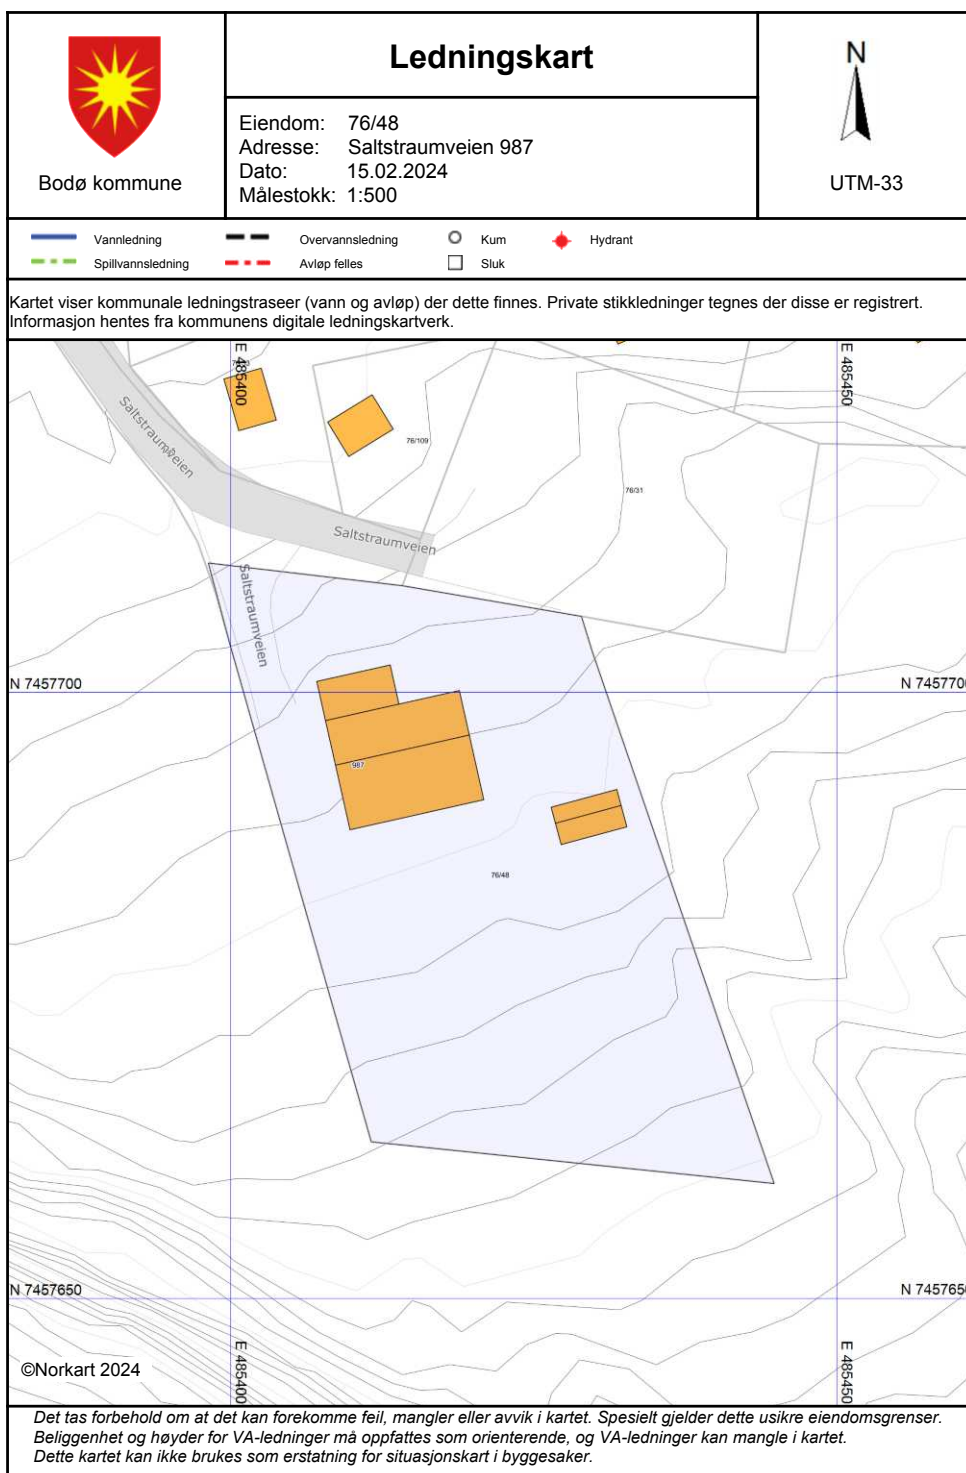 Bodø kommune
Ledningskart
Eiendom: 76/48
Adresse: Saltstraumveien 987
Dato: 15.02.2024
Målestokk: 1:500
N
UTM-33
Vannledning
Overvannsledning
Kum
Hydrant
Spillvannsledning
Avløp felles
Sluk
Kartet viser kommunale ledningstraseer (vann og avløp) der dette finnes. Private stikkledninger tegnes der disse er registrert.
Informasjon hentes fra kommunens digitale ledningskartverk.
E 485400
E 485450
Saltstraumveien
76/109
76/31
Saltstraumveien
Saltstraumveien
N 7457700
N 7457700
987
76/48
N 7457650
N 7457650
E 485400
E 485450
©Norkart 2024
Det tas forbehold om at det kan forekomme feil, mangler eller avvik i kartet. Spesielt gjelder dette usikre eiendomsgrenser.
Beliggenhet og høyder for VA-ledninger må oppfattes som orienterende, og VA-ledninger kan mangle i kartet.
Dette kartet kan ikke brukes som erstatning for situasjonskart i byggesaker.